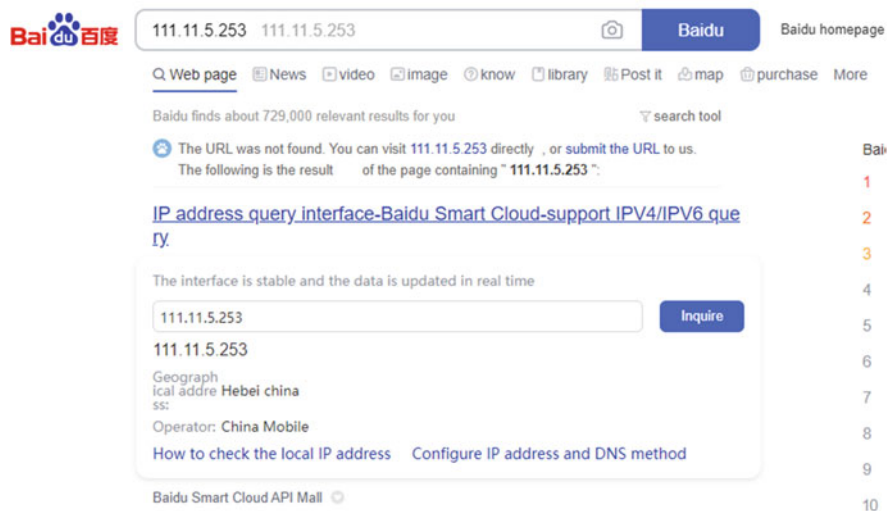 Bai du 百度
111.11.5.253 111.11.5.253
Baidu
Baidu homepage
Web page News video image know library Post it map purchase More
Baidu finds about 729,000 relevant results for you
search tool
The URL was not found. You can visit 111.11.5.253 directly , or submit the URL to us.
The following is the result of the page containing " 111.11.5.253 ":
IP address query interface-Baidu Smart Cloud-support IPV4/IPV6 que
ry
The interface is stable and the data is updated in real time
111.11.5.253
Inquire
111.11.5.253
Geograph
ical addre Hebei china
ss:
Operator: China Mobile
How to check the local IP address Configure IP address and DNS method
Baidu Smart Cloud API Mall
Bai
1
2
3
4
5
6
7
8
9
10